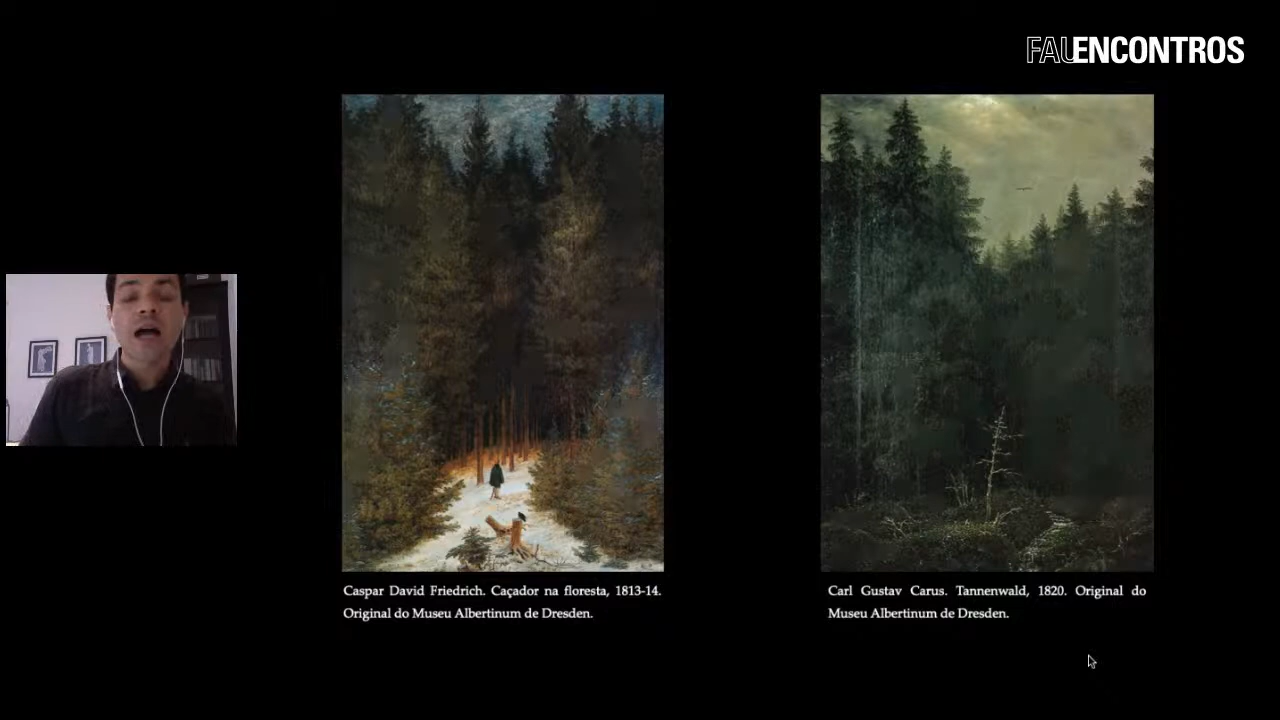 FAUENCONTROS
Caspar David Friedrich. Caçador na floresta, 1813-14.
Original do Museu Albertinum de Dresden.
Carl Gustav Carus. Tannenwald, 1820. Original do
Museu Albertinum de Dresden.